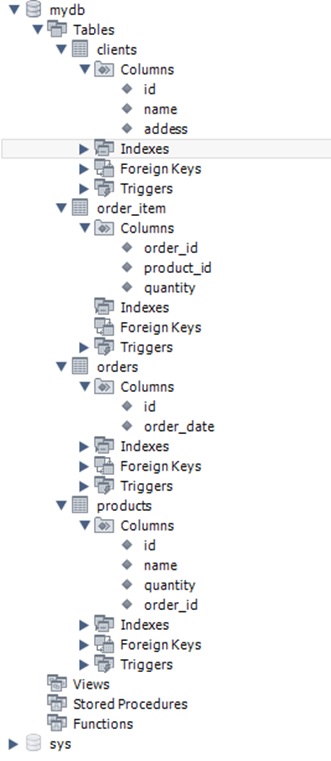 mydb
Tables
clients
Columns
id
name
addess
Indexes
Foreign Keys
Triggers
order_item
Columns
order_id
product_id
quantity
Indexes
Foreign Keys
Triggers
orders
Columns
id
order_date
Indexes
Foreign Keys
Triggers
products
Columns
id
name
quantity
order_id
Indexes
Foreign Keys
Triggers
Views
Stored Procedures
Functions
sys